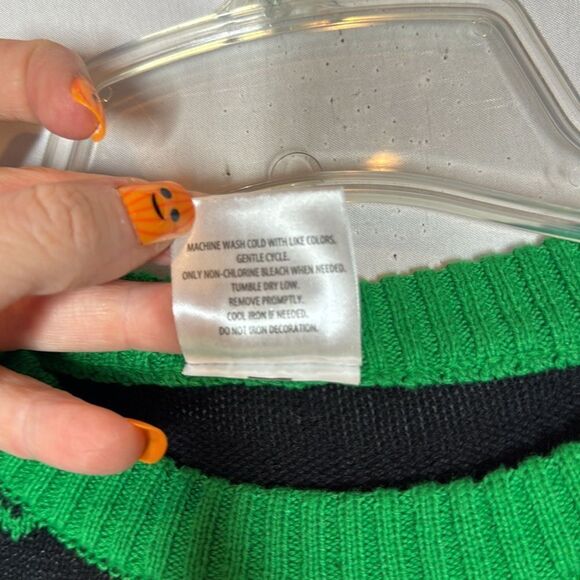 MACHINE WASH COLD WITH LIKE COLORS.
GENTLE CYCLE.
ONLY NON-CHLORINE BLEACH WHEN NEEDED.
TUMBLE DRY LOW.
REMOVE PROMPTLY.
COOL IRON IF NEEDED.
DO NOT IRON DECORATION.